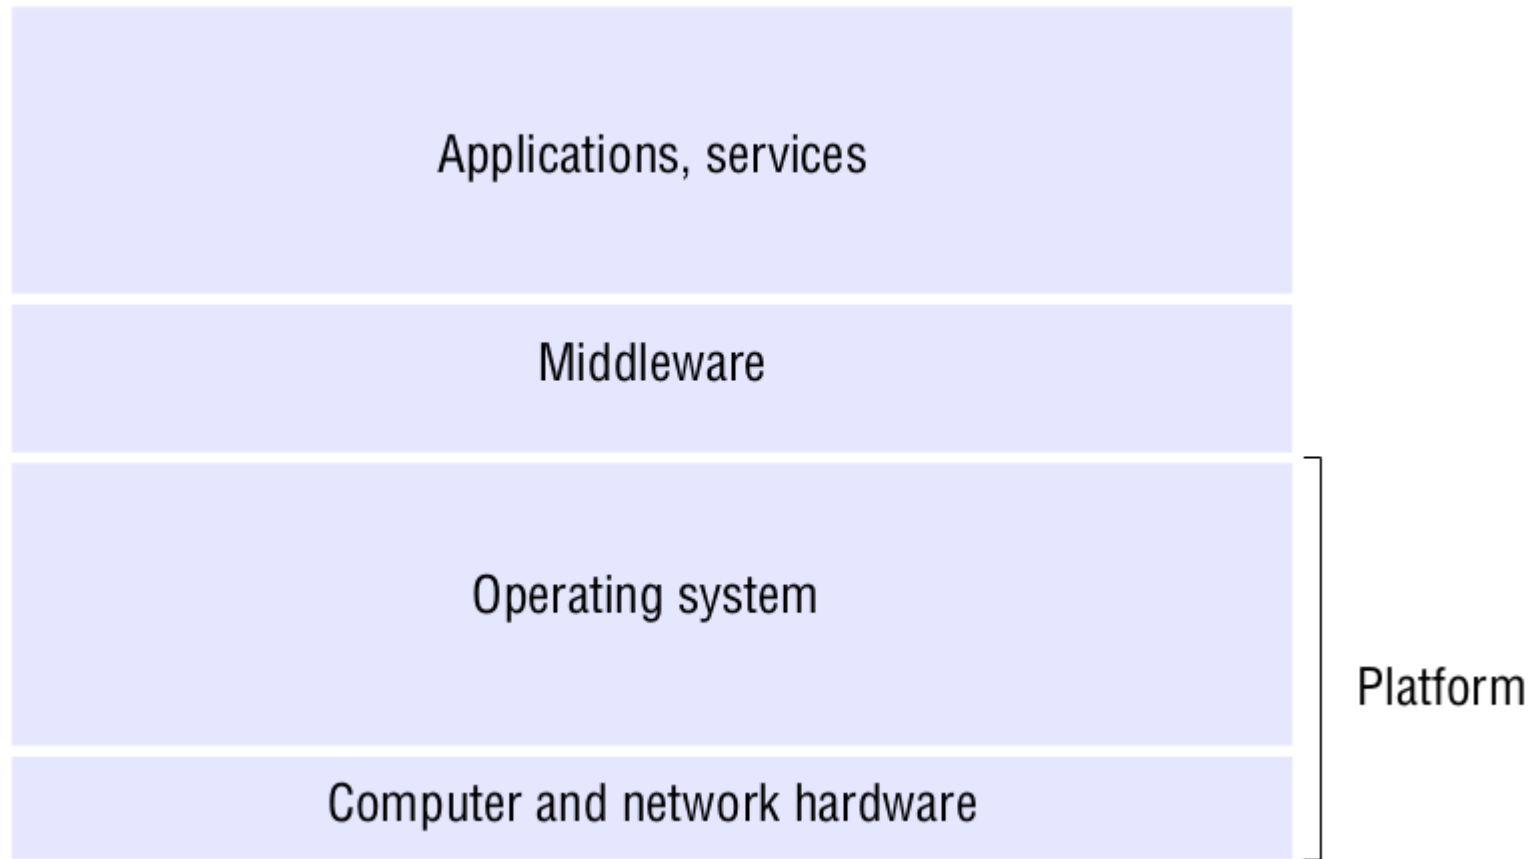 Applications, services
Middleware
Operating system
Platform
Computer and network hardware